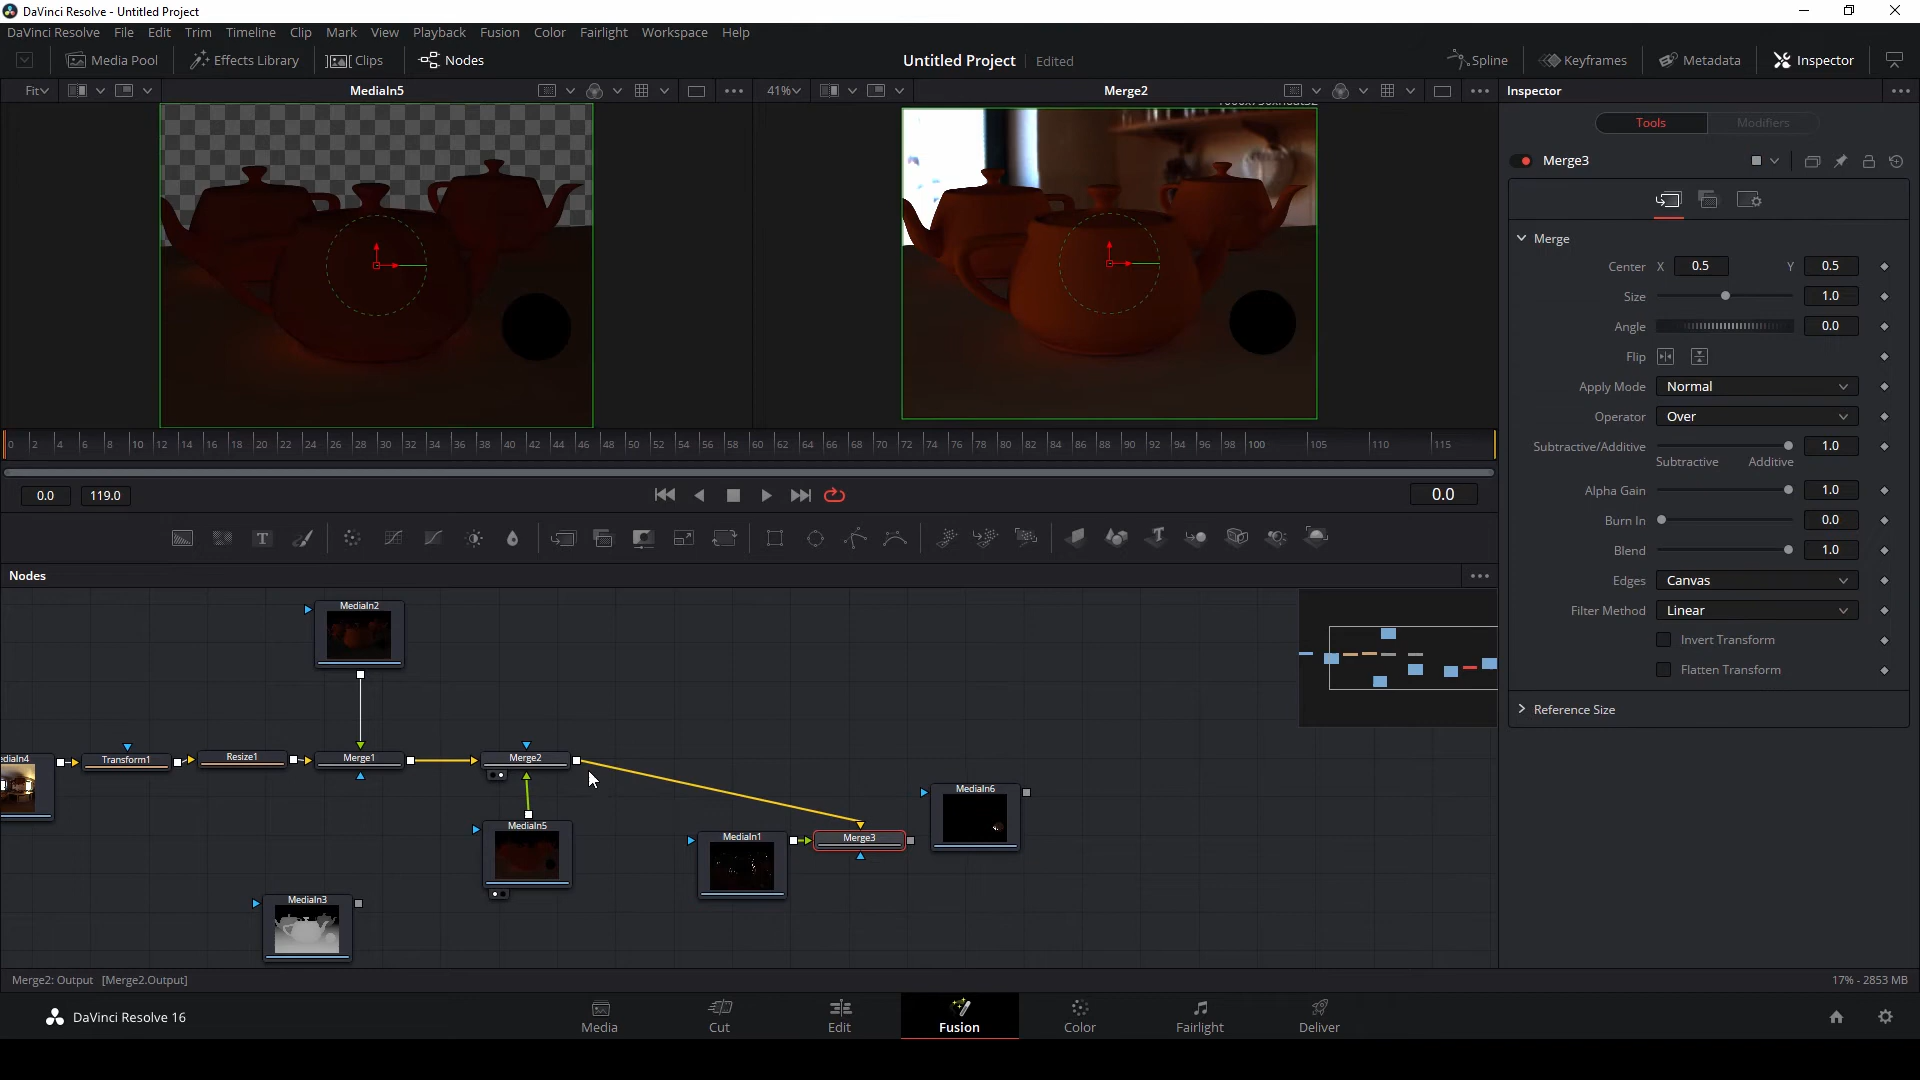 DaVinci Resolve - Untitled Project
DaVinci Resolve File Edit Trim Timeline Clip Mark View Playback Fusion Color Fairlight Workspace Help
Media Pool Effects Library Clips Nodes Untitled Project Edited Spline Keyframes Metadata Inspector
Fit MediaIn5 41% Merge2 Inspector
Tools Modifiers
Merge3
Merge
Center X 0.5 Y 0.5
Size 1.0
Angle 0.0
Flip
Apply Mode Normal
Operator Over
Subtractive/Additive 1.0
Subtractive Additive
Alpha Gain 1.0
Burn In 0.0
Blend 1.0
Edges Canvas
Filter Method Linear
Invert Transform
Flatten Transform
Reference Size
0 2 4 6 8 10 12 14 16 18 20 22 24 26 28 30 32 34 36 38 40 42 44 46 48 50 52 54 56 58 60 62 64 66 68 70 72 74 76 78 80 82 84 86 88 90 92 94 96 98 100 105 110 115
0.0 119.0 0.0
Nodes
MediaIn2
Transform1 Resize1 Merge1 Merge2
MediaIn6
MediaIn5 MediaIn1 Merge3
MediaIn3
Merge2: Output [Merge2.Output] 17% - 2853 MB
DaVinci Resolve 16 Media Cut Edit Fusion Color Fairlight Deliver